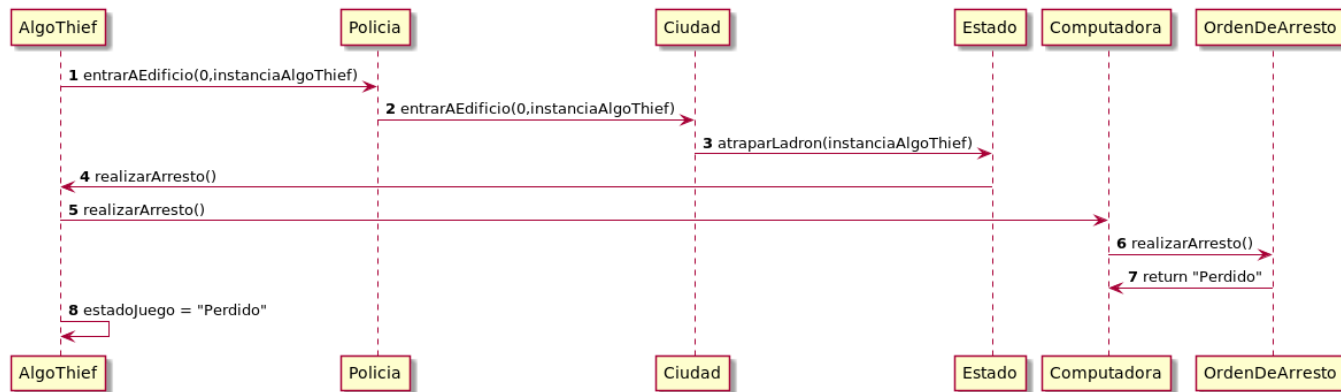 AlgoThief Policia Ciudad Estado Computadora OrdenDeArresto
1 entrarAEdificio(0,instanciaAlgoThief)
2 entrarAEdificio(0,instanciaAlgoThief)
3 atraparLadron(instanciaAlgoThief)
4 realizarArresto()
5 realizarArresto()
6 realizarArresto()
7 return "Perdido"
8 estadoJuego = "Perdido"
AlgoThief Policia Ciudad Estado Computadora OrdenDeArresto